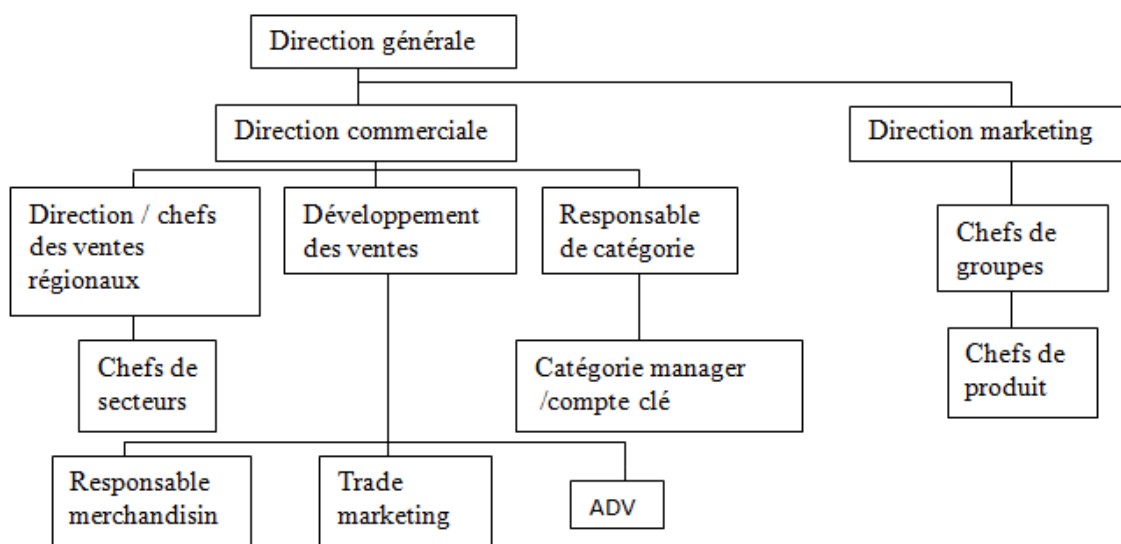 Direction générale
Direction commerciale
Direction marketing
Direction / chefs
des ventes
régionaux
Développement
des ventes
Responsable
de catégorie
Chefs de
groupes
Chefs de
secteurs
Catégorie manager
/compte clé
Chefs de
produit
Responsable
merchandisin
Trade
marketing
ADV